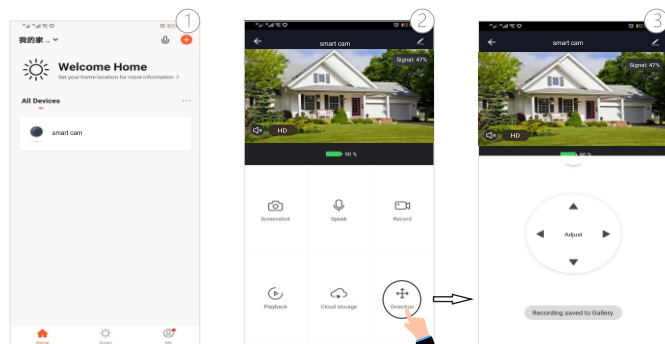 1
我的家 ..
Welcome Home
Set your home location for more information >
All Devices
smart cam
Home
Smart
Me
2
smart cam
Signal: 47%
HD
90 %
Screenshot
Speak
Record
Playback
Cloud storage
Direction
3
smart cam
Signal: 47%
HD
90 %
Adjust
Recording saved to Gallery.